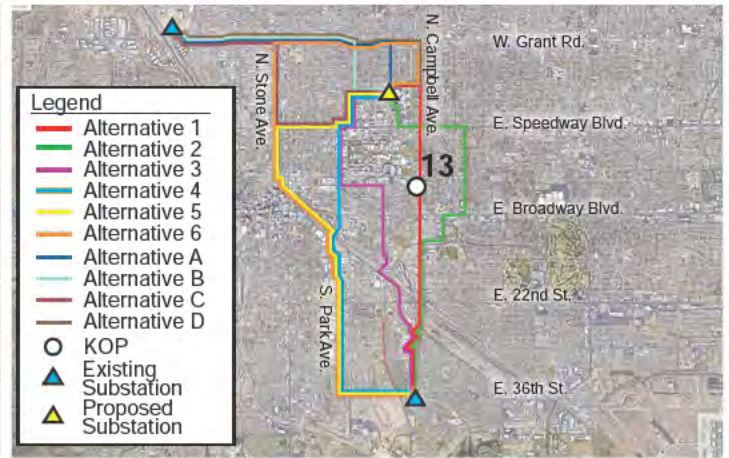 W. Grant Rd.
N. Campbell Ave.
N. Stone Ave.
E. Speedway Blvd.
13
E. Broadway Blvd.
E. 22nd St.
S. Park Ave.
E. 36th St.
Legend
Alternative 1
Alternative 2
Alternative 3
Alternative 4
Alternative 5
Alternative 6
Alternative A
Alternative B
Alternative C
Alternative D
KOP
Existing
Substation
Proposed
Substation